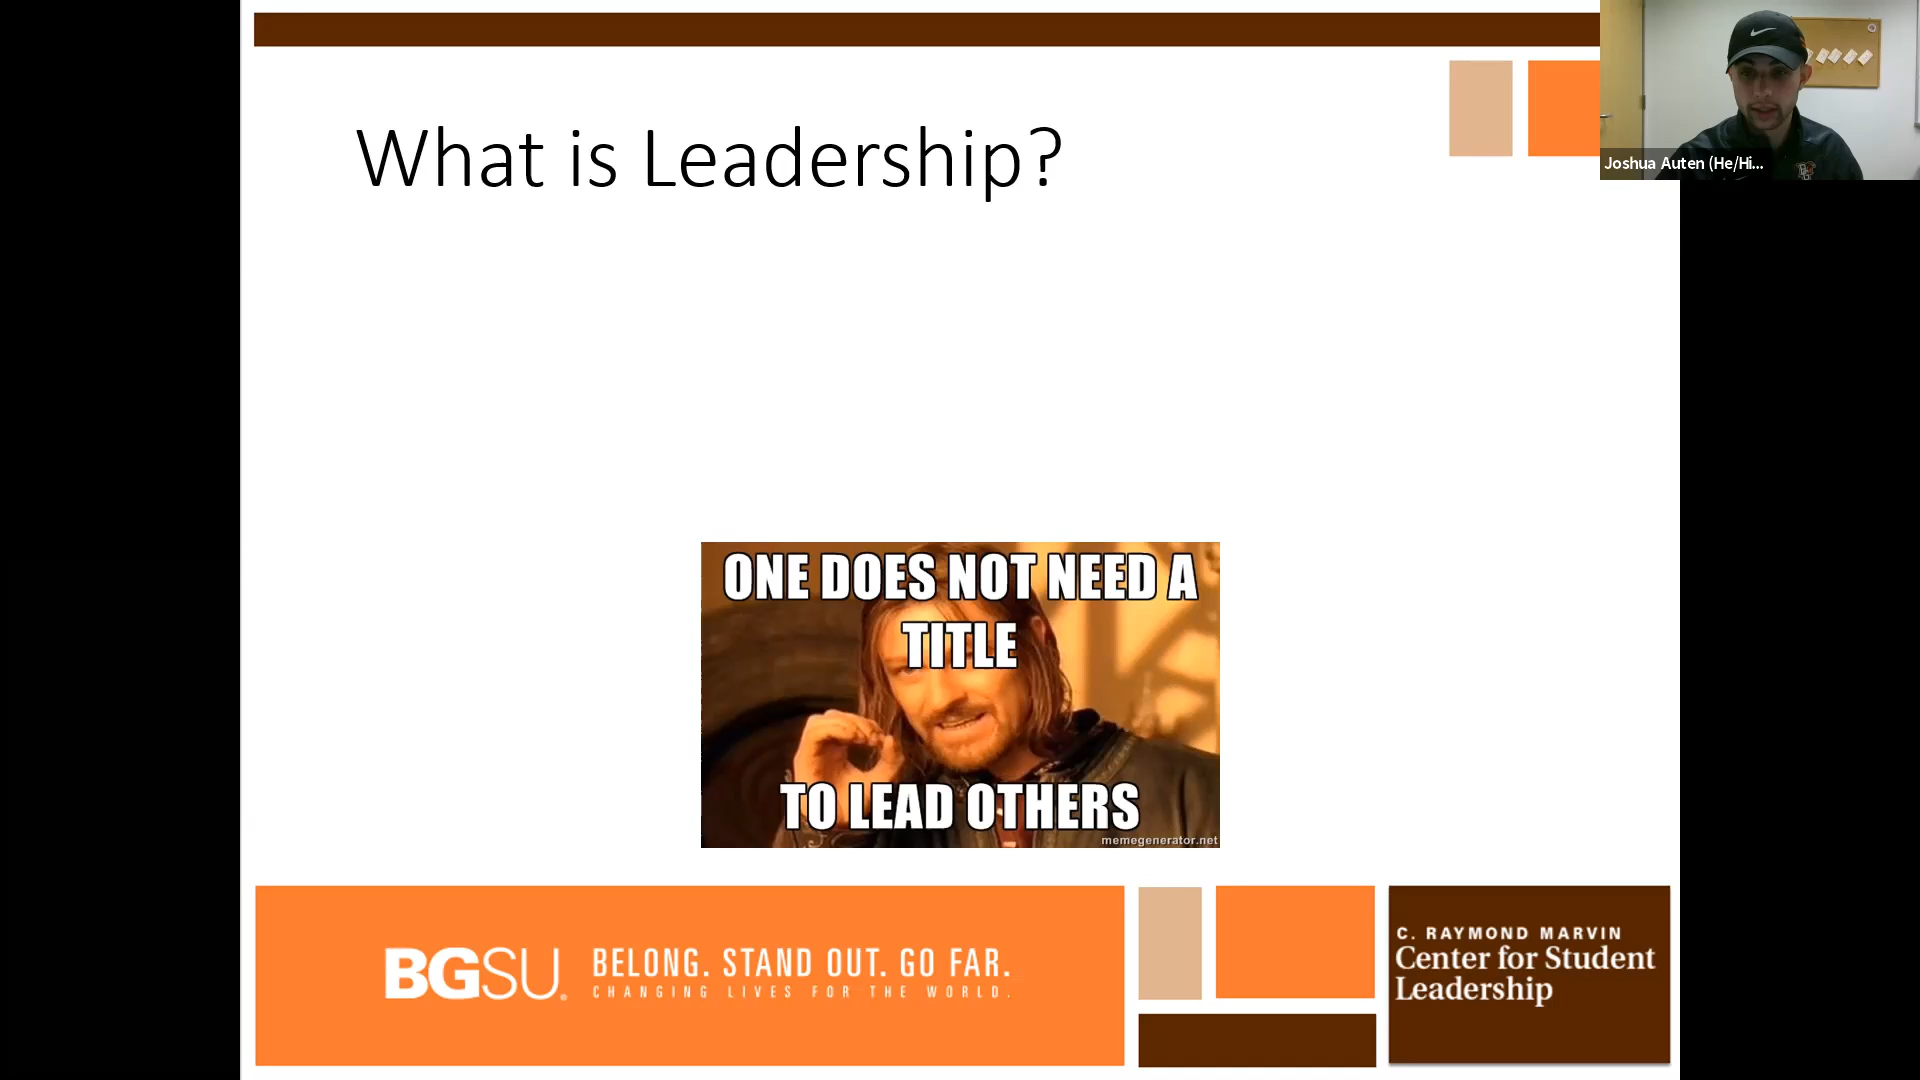 What is Leadership?
Joshua Auten (He/Hi...
ONE DOES NOT NEED A
TITLE
TO LEAD OTHERS
memegenerator.net
BGSU. BELONG. STAND OUT. GO FAR.
CHANGING LIVES FOR THE WORLD.
C. RAYMOND MARVIN
Center for Student
Leadership